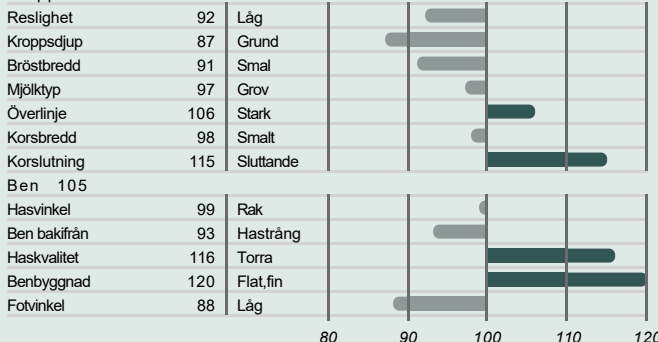 Reslighet 92 Låg
Kroppsdjup 87 Grund
Bröstbredd 91 Smal
Mjölktyp 97 Grov
Överlinje 106 Stark
Korsbredd 98 Smalt
Korslutning 115 Sluttande
Ben 105
Hasvinkel 99 Rak
Ben bakifrån 93 Hastrång
Haskvalitet 116 Torra
Benbyggnad 120 Flat,fin
Fotvinkel 88 Låg
80 90 100 110 120